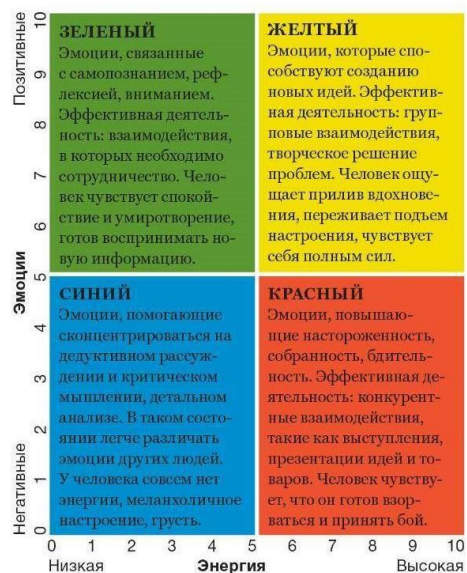 ЗЕЛЕНЫЙ
Эмоции, связанные
с самопознанием, реф-
лексией, вниманием.
Эффективная деятель-
ность: взаимодействия,
в которых необходимо
сотрудничество. Чело-
век чувствует спокой-
ствие и умиротворение,
готов воспринимать но-
вую информацию.
ЖЕЛТЫЙ
Эмоции, которые спо-
собствуют созданию
новых идей. Эффектив-
ная деятельность: груп-
повые взаимодействия,
творческое решение
проблем. Человек ощу-
щает прилив вдохнове-
ния, переживает подъем
настроения, чувствует
себя полным сил.
СИНИЙ
Эмоции, помогающие
сконцентрироваться на
дедуктивном рассуж-
дении и критическом
мышлении, детальном
анализе. В таком состо-
янии легче различать
эмоции других людей.
У человека совсем нет
энергии, меланхоличное
настроение, грусть.
КРАСНЫЙ
Эмоции, повышаю-
щие настороженность,
собранность, бдитель-
ность. Эффективная де-
ятельность: конкурент-
ные взаимодействия,
такие как выступления,
презентации идей и то-
варов. Человек чувству-
ет, что он готов взор-
ваться и принять бой.
Позитивные
Эмоции
Негативные
10
9
8
7
6
5
4
3
2
1
0
0 1 2 3 4 5 6 7 8 9 10
Низкая Энергия Высокая